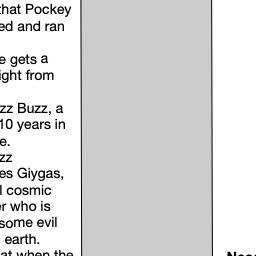 that Pockey
ed and ran
e gets a
ight from
zz Buzz, a
10 years in
e.
zz
es Giygas,
l cosmic
er who is
some evil
earth.
at when the